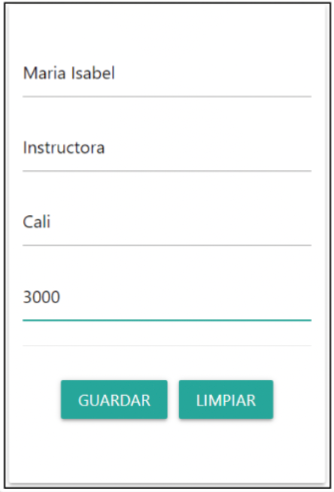 Maria Isabel
Instructora
Cali
3000
GUARDAR LIMPIAR